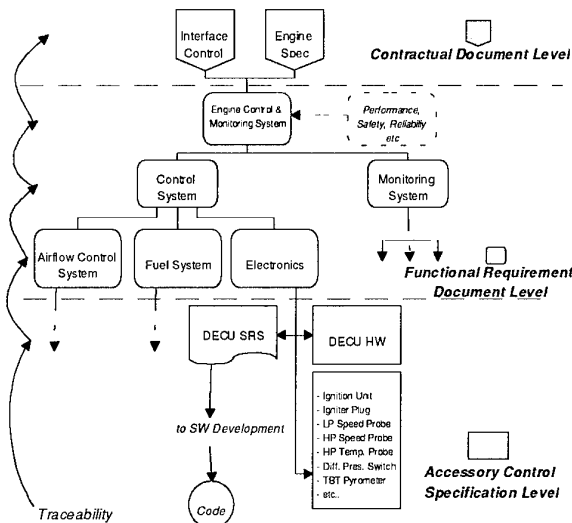 Interface
Control
Engine
Spec
Contractual Document Level
Engine Control &
Monitoring System
Performance,
Safety, Reliabiliy
etc
Control
System
Monitoring
System
Airflow Control
System
Fuel System
Electronics
Functional Requirement
Document Level
DECU SRS
DECU HW
to SW Development
Code
- Ignition Unit
- Igniter Plug
- LP Speed Probe
- HP Speed Probe
- HP Temp. Probe
- Diff. Pres. Switch
- TBT Pyrometer
- etc..
Accessory Control
Specification Level
Traceability